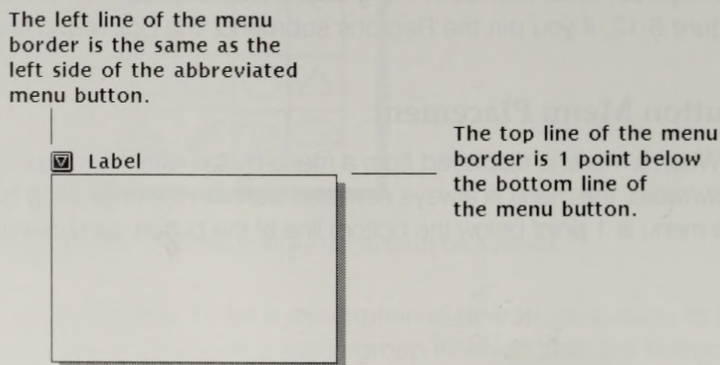 The left line of the menu
border is the same as the
left side of the abbreviated
menu button.
Label
The top line of the menu
border is 1 point below
the bottom line of
the menu button.